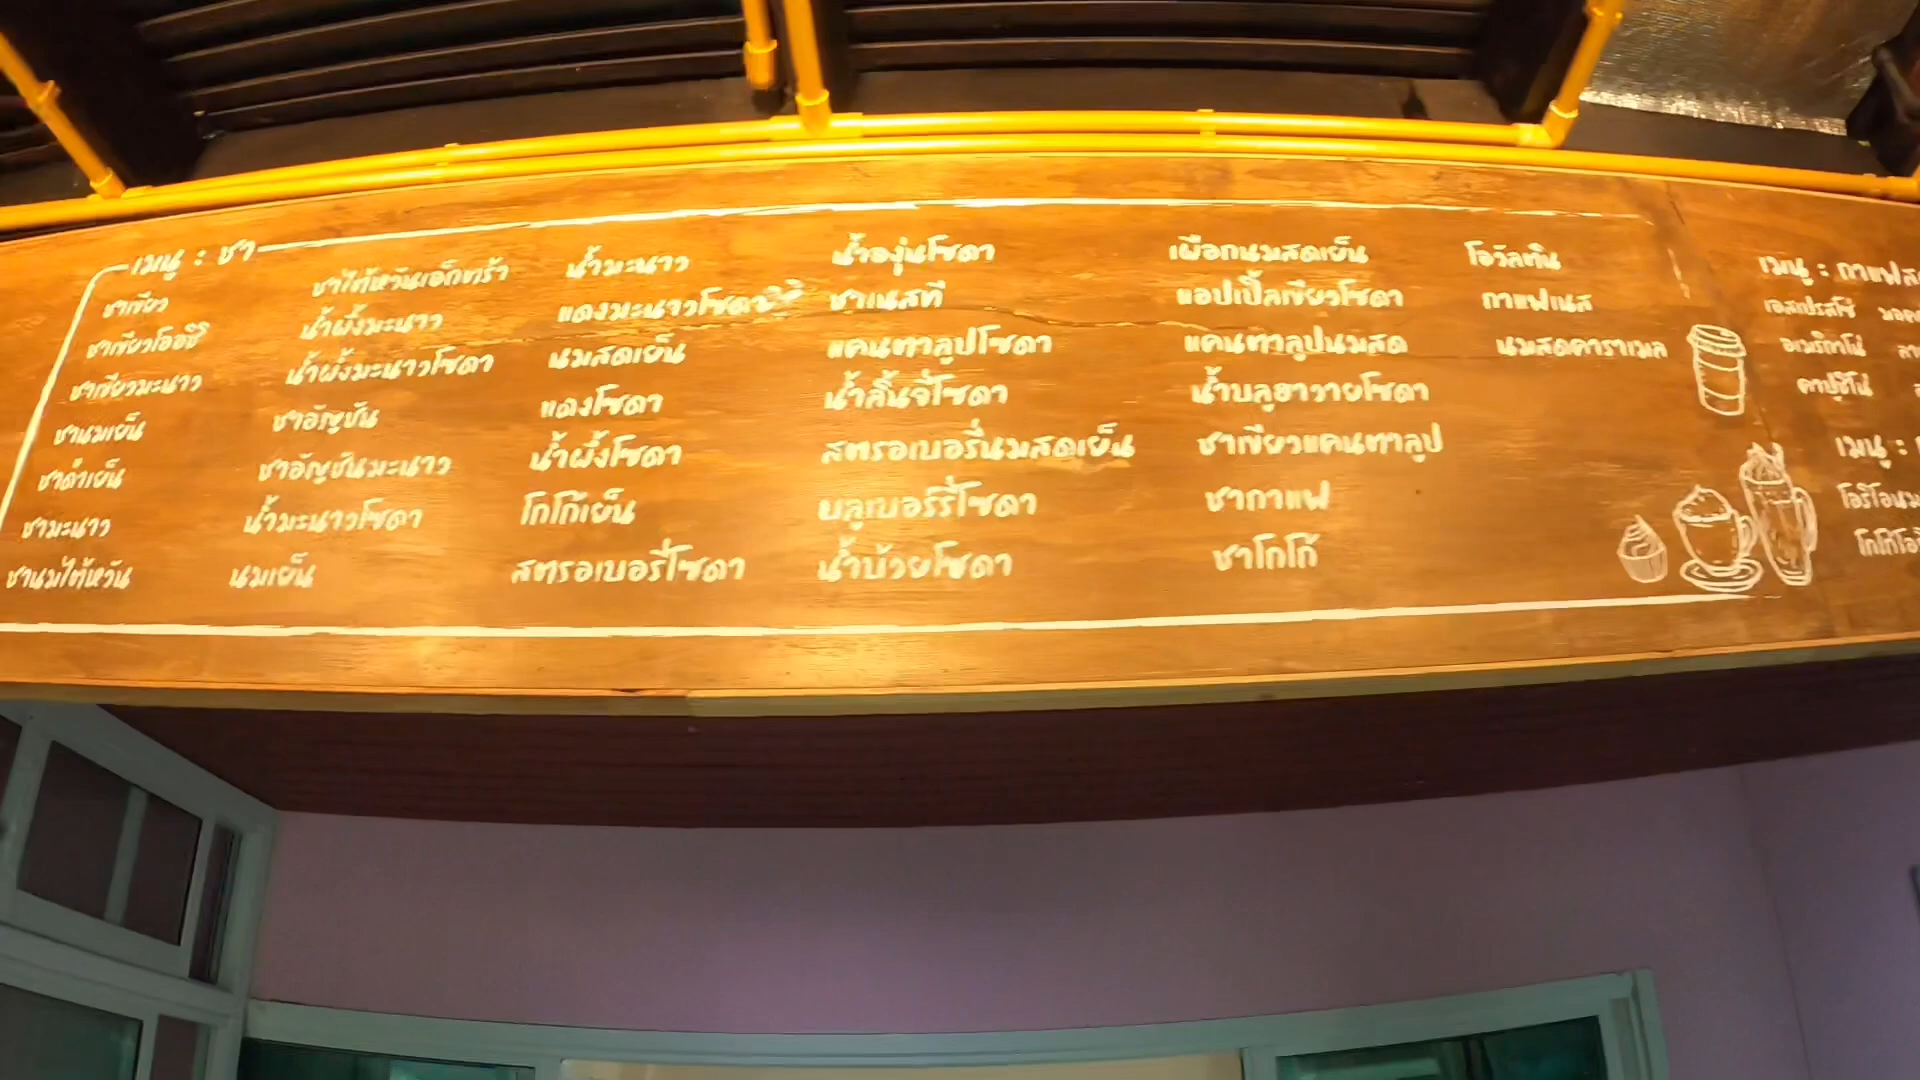 เมนู : ชา
ชาเขียว
ชาเขียวโออิชิ
ชาเขียวมะนาว
ชานมเย็น
ชาดำเย็น
ชามะนาว
ชานมไต้หวัน
ชาไต้หวันเอ็กตร้า
น้ำผึ้งมะนาว
น้ำผึ้งมะนาวโซดา
ชาอัญชัน
ชาอัญชันมะนาว
น้ำมะนาวโซดา
นมเย็น
น้ำมะนาว
แดงมะนาวโซดา
นมสดเย็น
แดงโซดา
น้ำผึ้งโซดา
โกโก้เย็น
สตรอเบอรี่โซดา
น้ำองุ่นโซดา
ชาเนสที
แคนตาลูปโซดา
น้ำลิ้นจี่โซดา
สตรอเบอรี่นมสดเย็น
บลูเบอร์รี่โซดา
น้ำบ้วยโซดา
เผือกนมสดเย็น
แอปเปิ้ลเขียวโซดา
แคนตาลูปนมสด
น้ำบลูฮาวายโซดา
ชาเขียวแคนตาลูป
ชากาแฟ
ชาโกโก้
โอวัลติน
กาแฟเนส
นมสดคาราเมล
เมนู : กาแฟส
เอสเปรสโซ่
อเมริกาโน่
คาปูชิโน่
เมนู :
โอริโอนม